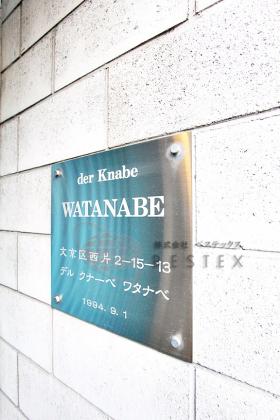 der Knabe
WATANABE
文京区西片2-15-13
デル クナーベ ワタナベ
1994. 9. 1
株式会社 ベステックス
BESTEX